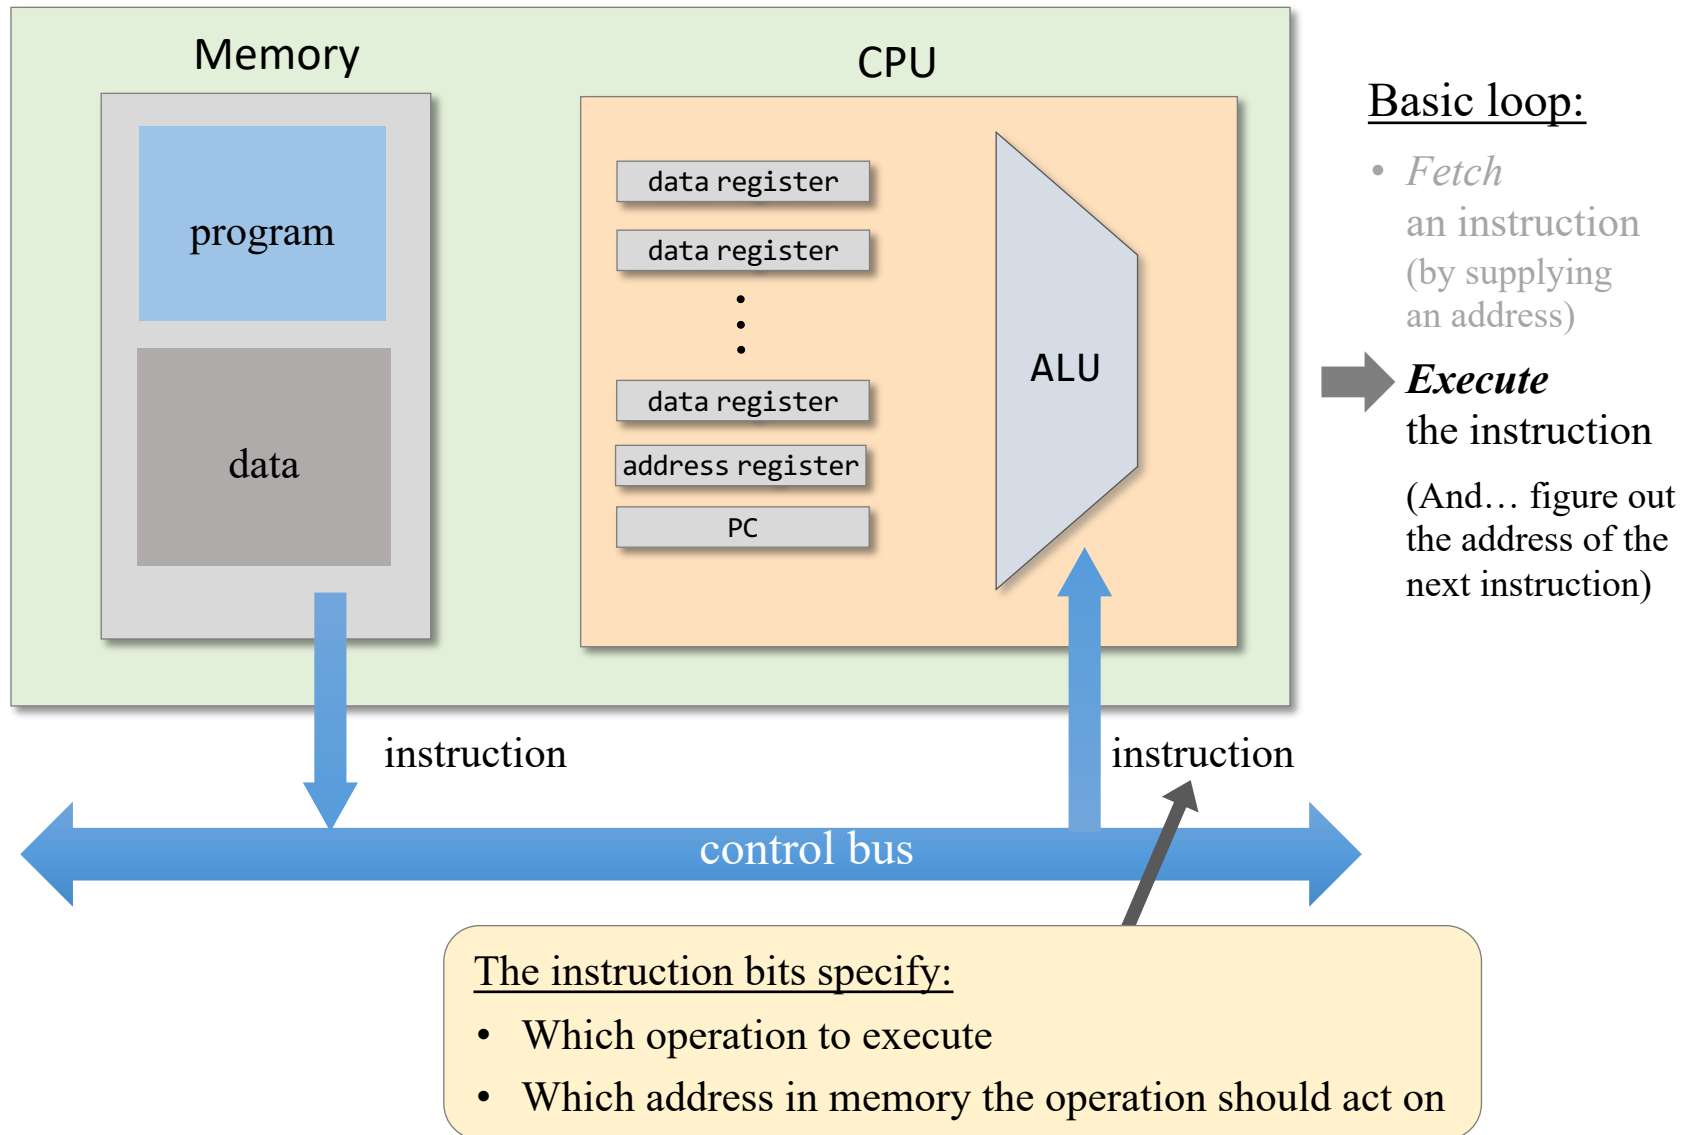 Memory
program
data
CPU
data register
data register
data register
address register
PC
ALU
Basic loop:
• Fetch
an instruction
(by supplying
an address)
Execute
the instruction
(And… figure out
the address of the
next instruction)
instruction
instruction
control bus
The instruction bits specify:
• Which operation to execute
• Which address in memory the operation should act on